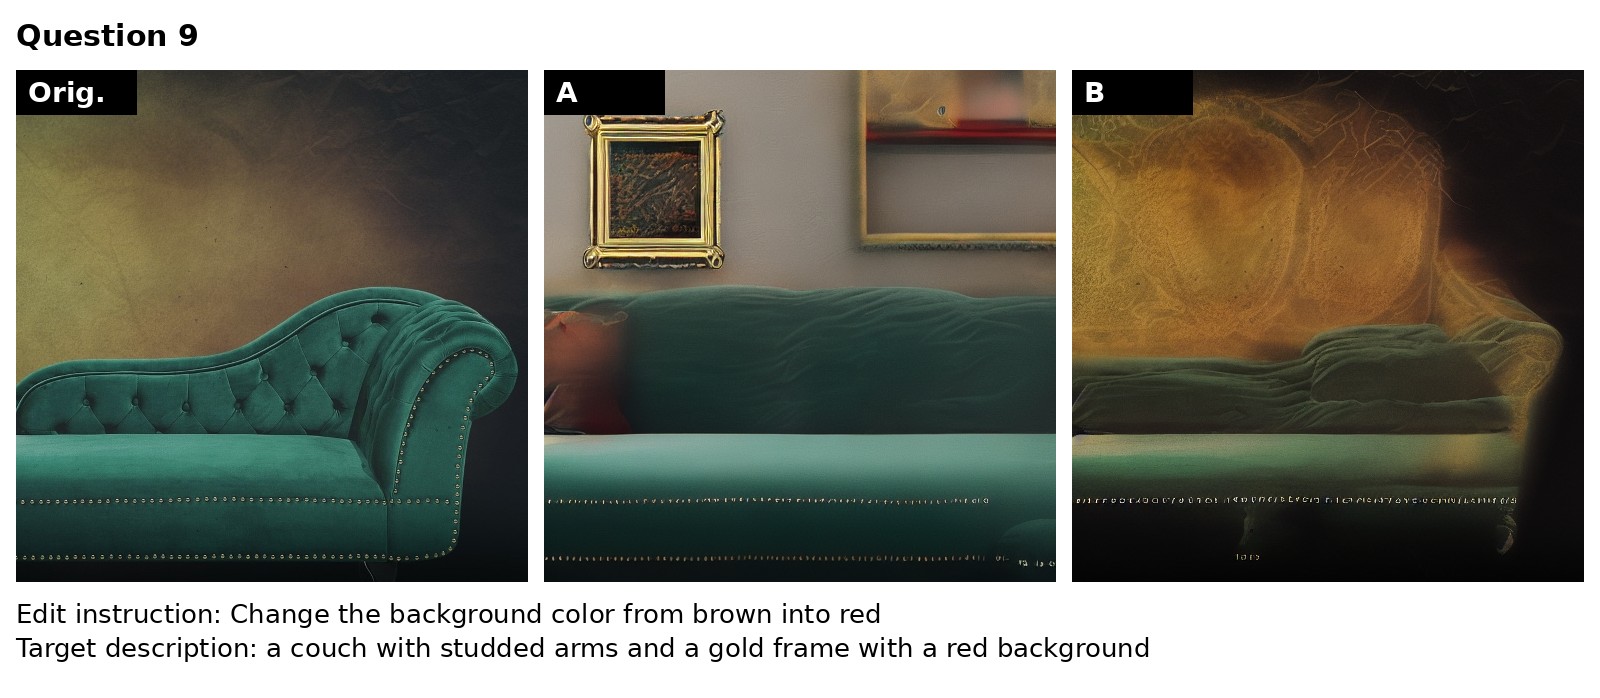 Question 9
Orig.
A
B
Edit instruction: Change the background color from brown into red
Target description: a couch with studded arms and a gold frame with a red background